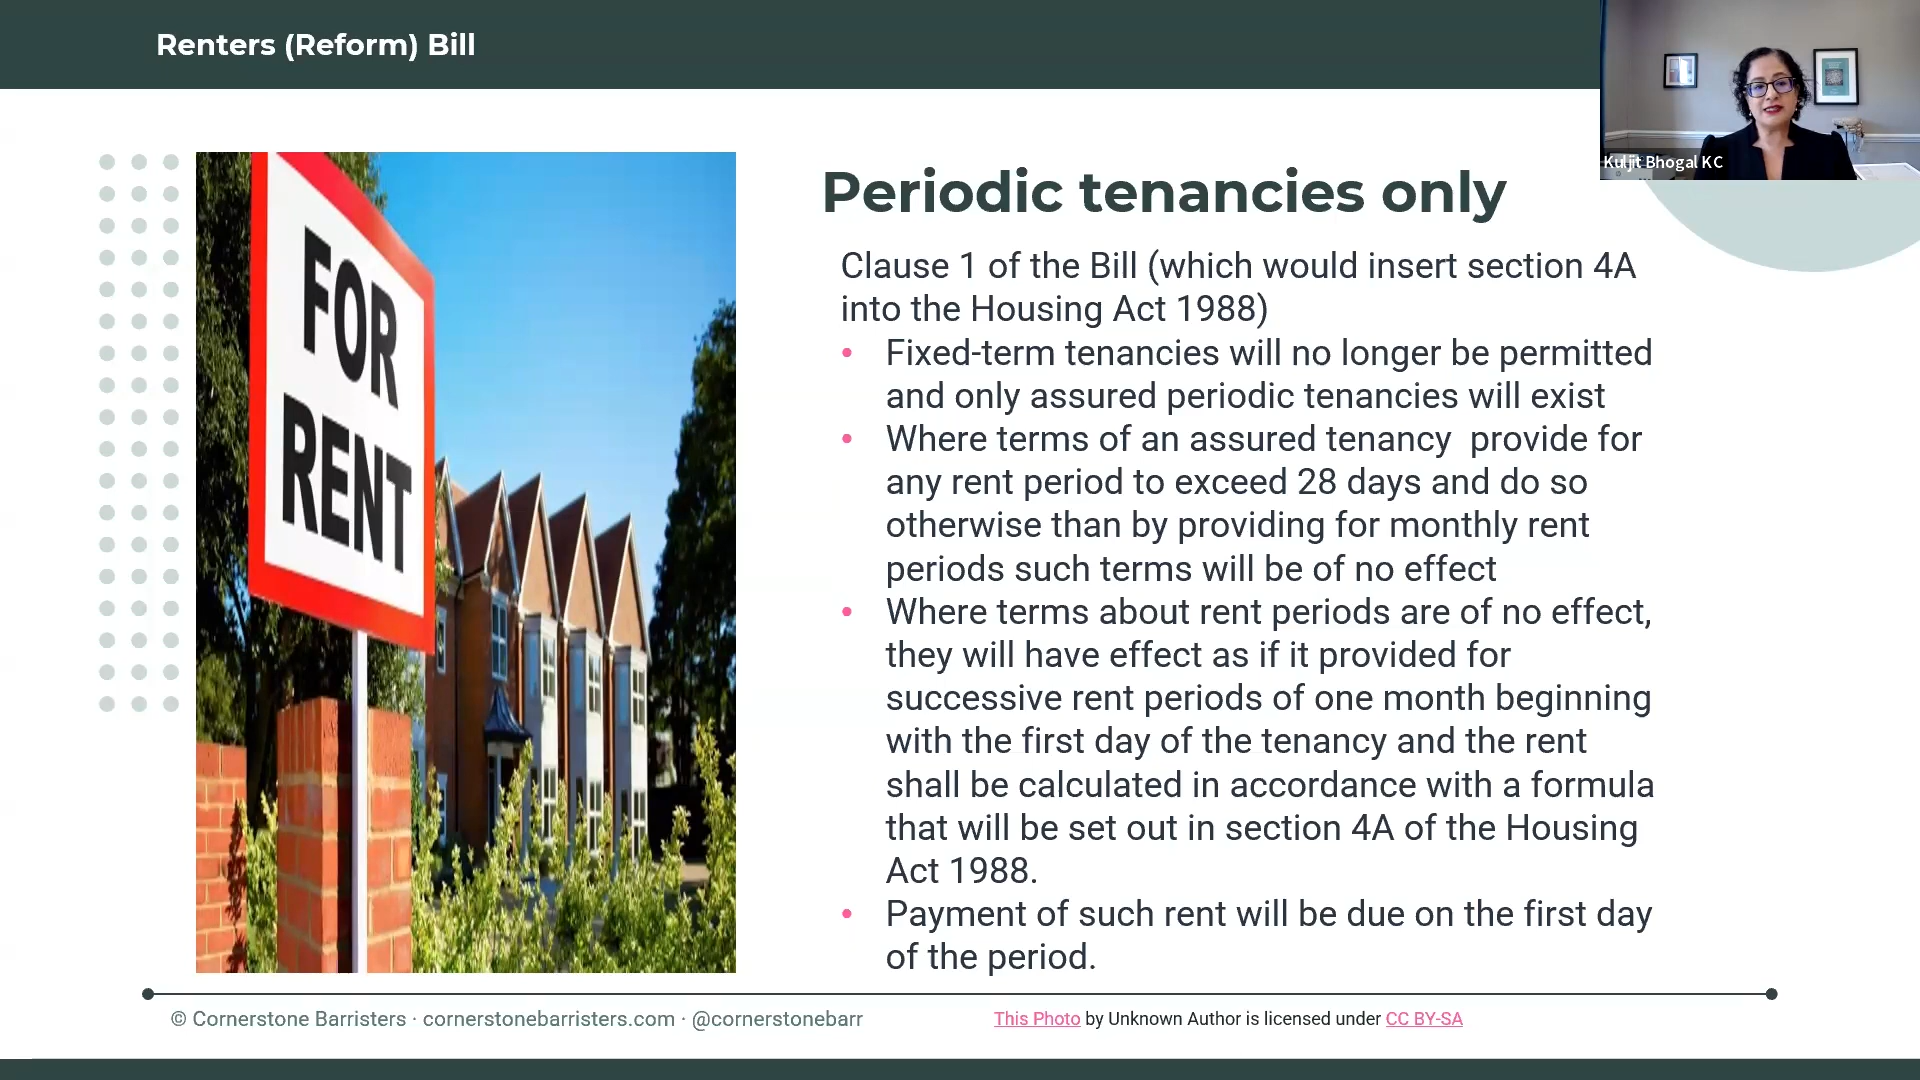 Renters (Reform) Bill
Kuljit Bhogal KC
FOR
RENT
Periodic tenancies only
Clause 1 of the Bill (which would insert section 4A
into the Housing Act 1988)
• Fixed-term tenancies will no longer be permitted
and only assured periodic tenancies will exist
• Where terms of an assured tenancy  provide for
any rent period to exceed 28 days and do so
otherwise than by providing for monthly rent
periods such terms will be of no effect
• Where terms about rent periods are of no effect,
they will have effect as if it provided for
successive rent periods of one month beginning
with the first day of the tenancy and the rent
shall be calculated in accordance with a formula
that will be set out in section 4A of the Housing
Act 1988.
• Payment of such rent will be due on the first day
of the period.
© Cornerstone Barristers · cornerstonebarristers.com · @cornerstonebarr
This Photo by Unknown Author is licensed under CC BY-SA